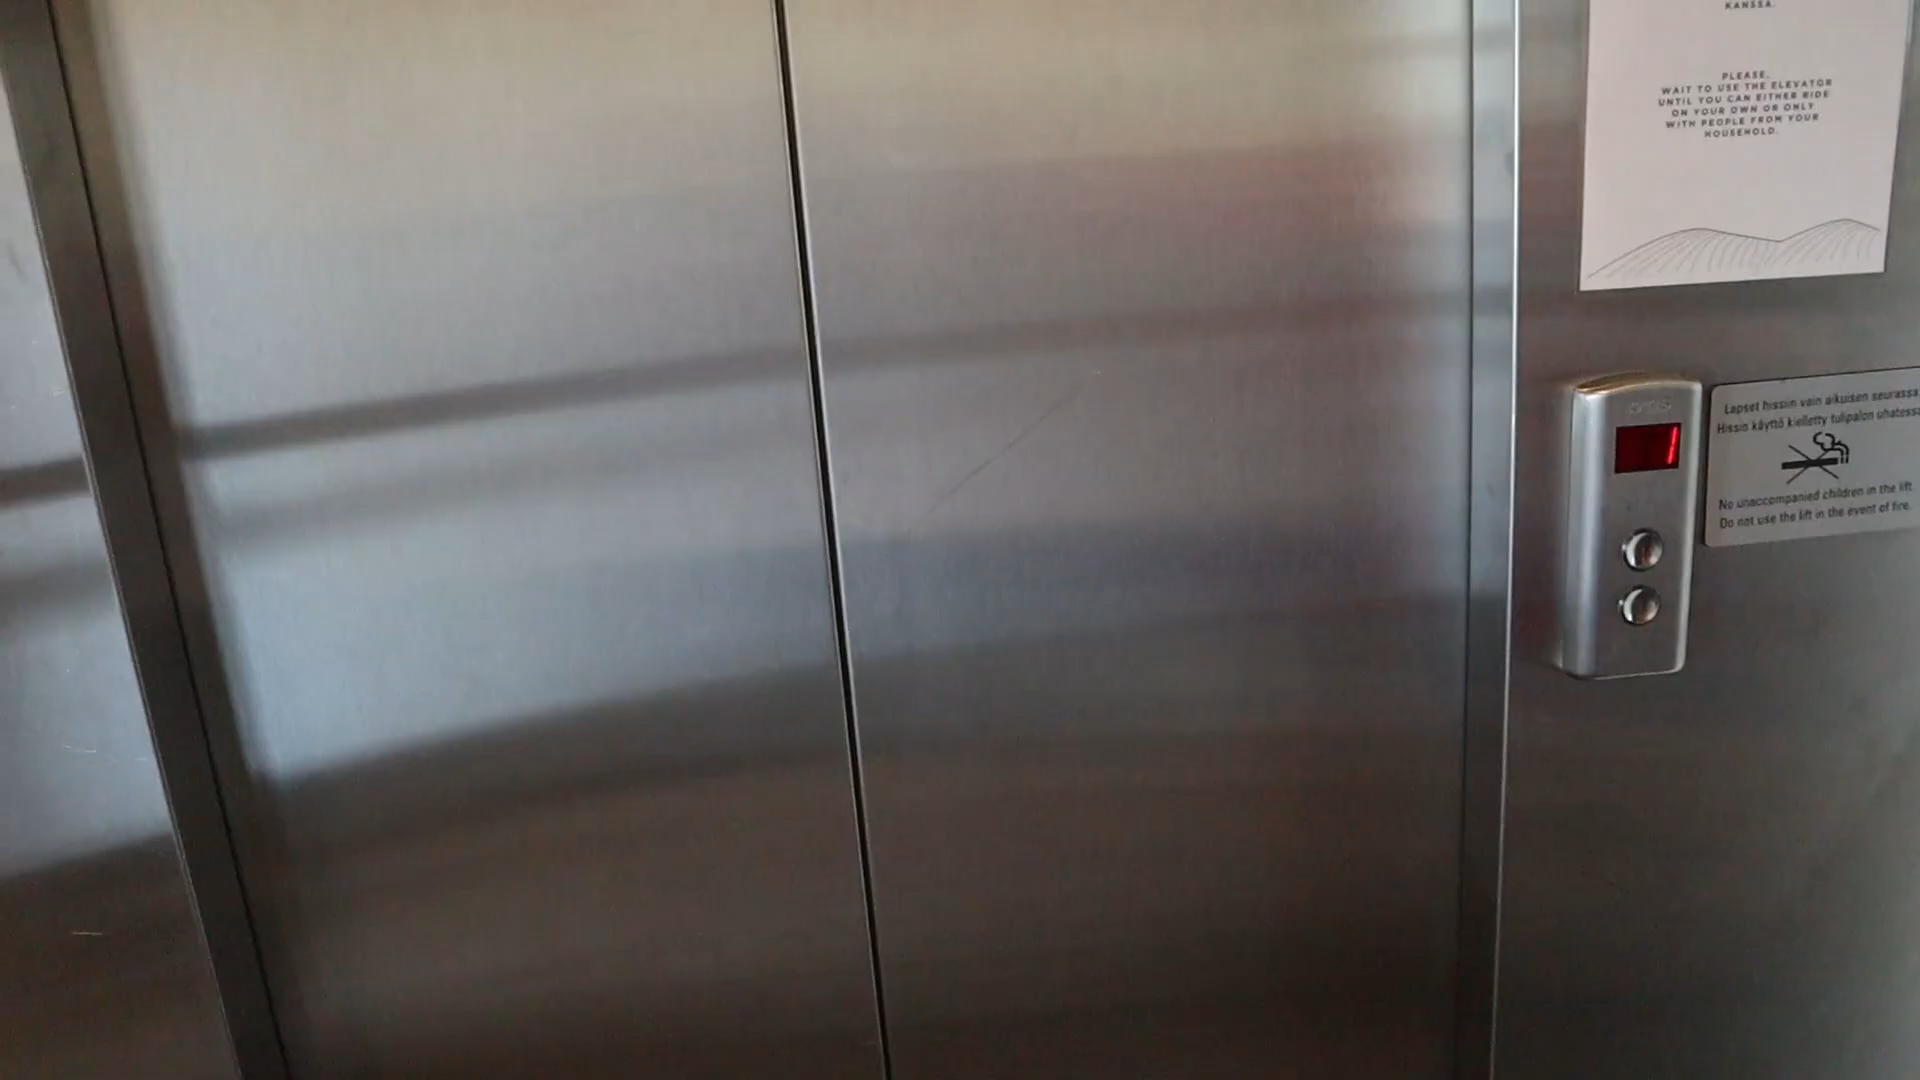 KANSSA.
PLEASE,
WAIT TO USE THE ELEVATOR
UNTIL YOU CAN EITHER RIDE
ON YOUR OWN OR ONLY
WITH PEOPLE FROM YOUR
HOUSEHOLD.
OTIS
1
Lapset hissiin vain aikuisen seurassa.
Hissin käyttö kielletty tulipalon uhatessa
No unaccompanied children in the lift.
Do not use the lift in the event of fire.